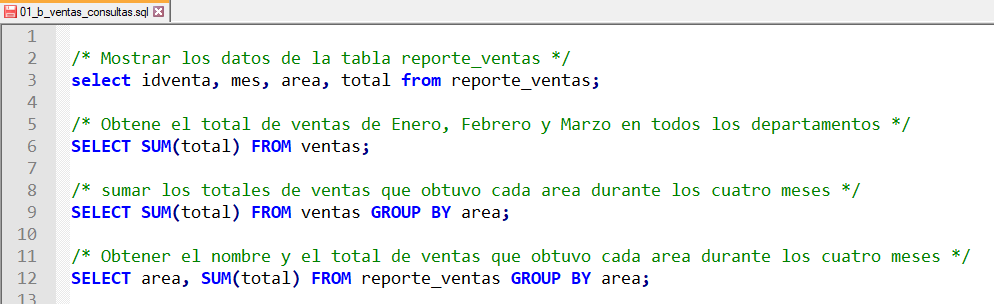 01_b_ventas_consultas.sql
1
2 /* Mostrar los datos de la tabla reporte_ventas */
3 select idventa, mes, area, total from reporte_ventas;
4
5 /* Obtene el total de ventas de Enero, Febrero y Marzo en todos los departamentos */
6 SELECT SUM(total) FROM ventas;
7
8 /* sumar los totales de ventas que obtuvo cada area durante los cuatro meses */
9 SELECT SUM(total) FROM ventas GROUP BY area;
10
11 /* Obtener el nombre y el total de ventas que obtuvo cada area durante los cuatro meses */
12 SELECT area, SUM(total) FROM reporte_ventas GROUP BY area;
13